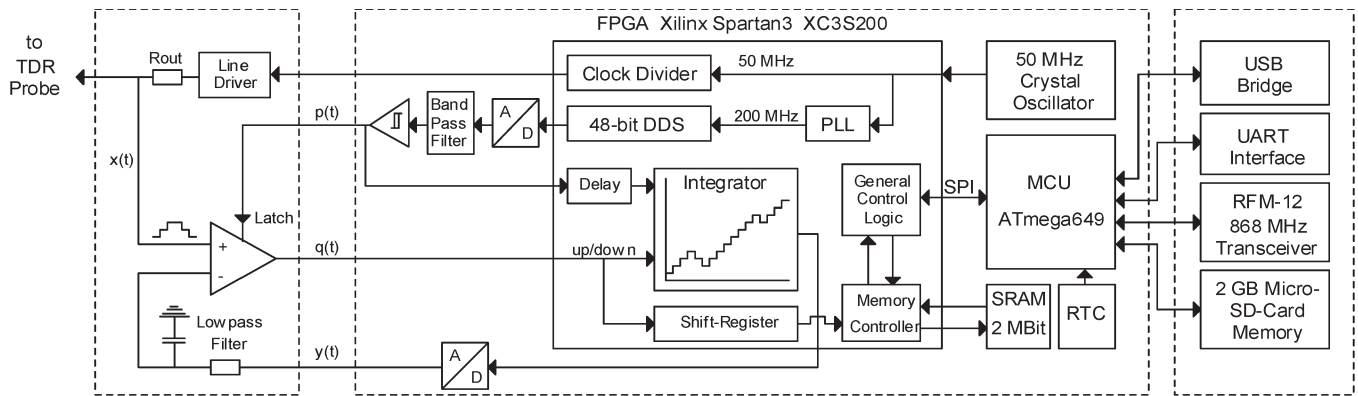 FPGA Xilinx Spartan3 XC3S200
to
TDR
Probe
Rout
Line
Driver
Clock Divider
50 MHz
50 MHz
Crystal
Oscillator
USB
Bridge
p(t)
Band
Pass
Filter
A
D
48-bit DDS
200 MHz
PLL
x(t)
UART
Interface
Delay
Integrator
General
Control
Logic
SPI
MCU
ATmega649
RFM-12
868 MHz
Transceiver
Latch
+
-
q(t)
up/down
Shift-Register
Memory
Controller
SRAM
2 MBit
RTC
2 GB Micro-
SD-Card
Memory
Lowpass
Filter
y(t)
A
D